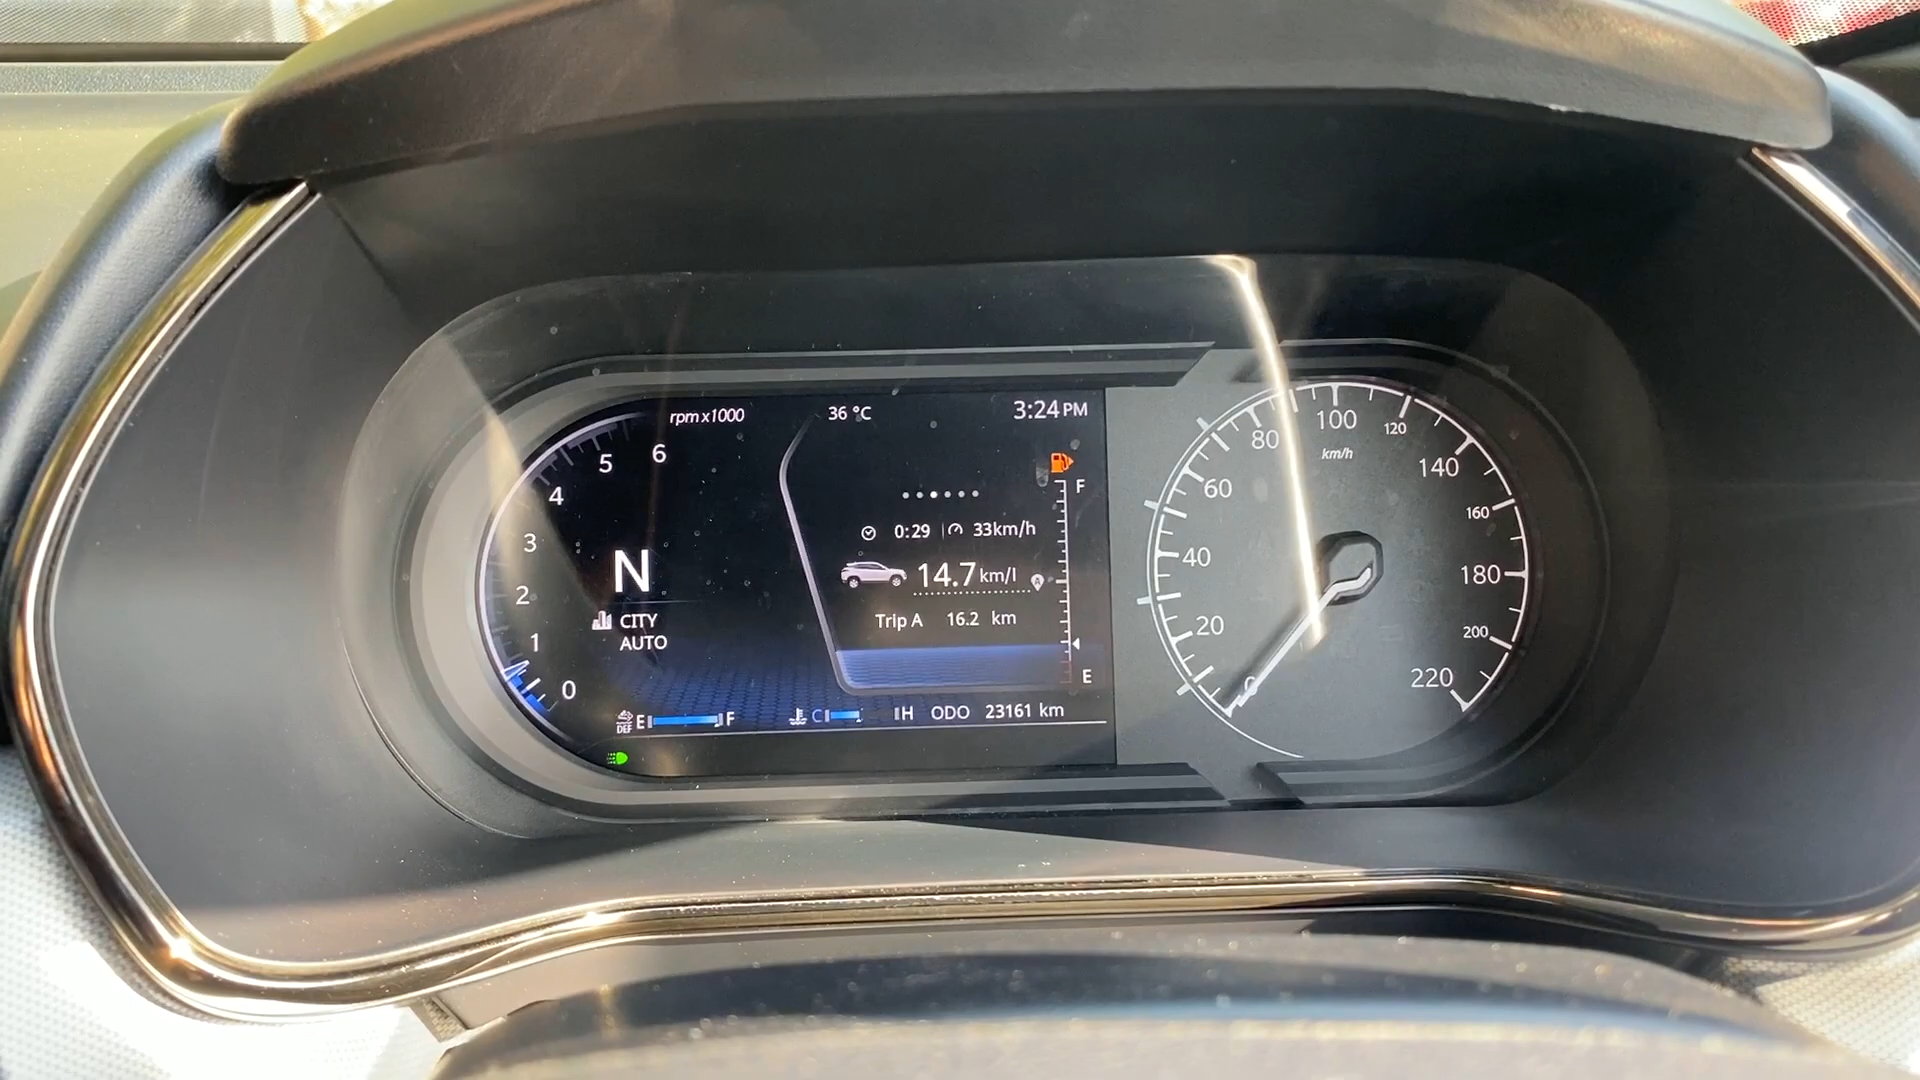 rpm x1000
36 °C
3:24 PM
6
5
4
3
2
1
0
N
CITY
AUTO
0:29
33km/h
14.7 km/l
A
Trip A 16.2 km
F
E
DEF E F
C H
ODO 23161 km
0
20
40
60
80
100
120
140
160
180
200
220
km/h